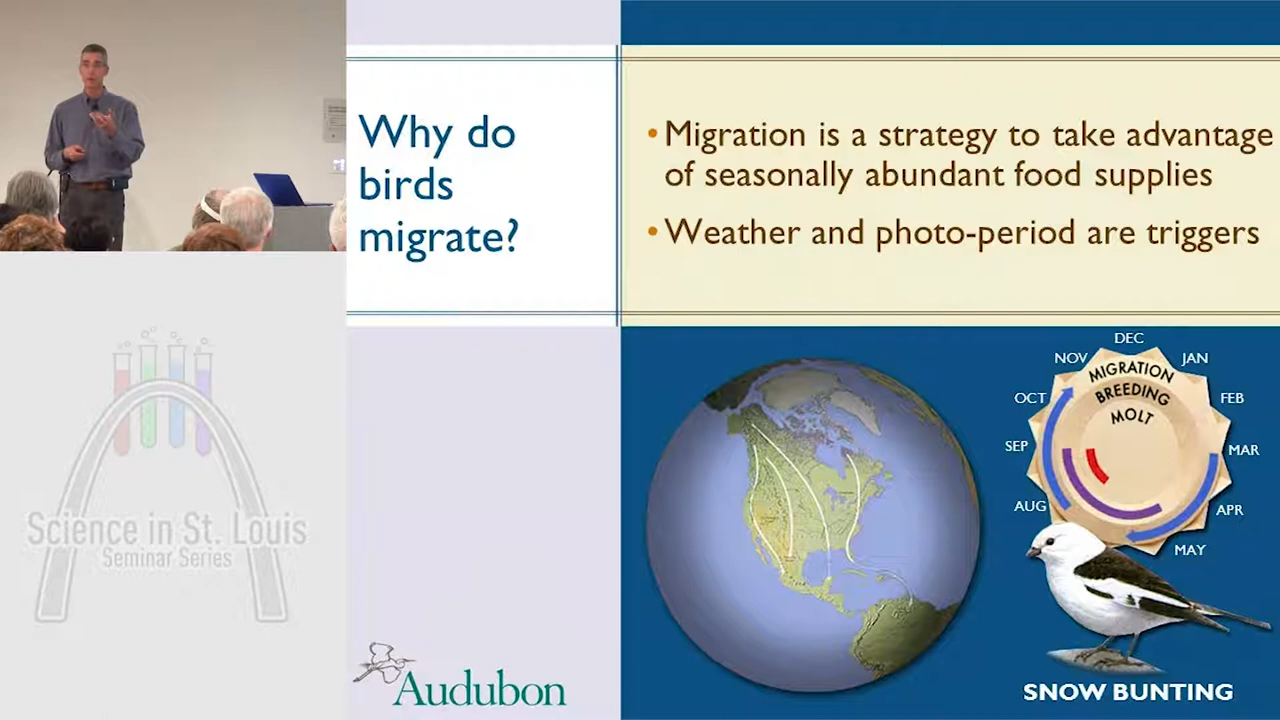 Why do
birds
migrate?
• Migration is a strategy to take advantage
of seasonally abundant food supplies
• Weather and photo-period are triggers
Science in St. Louis
Seminar Series
Audubon
DEC
NOV
JAN
OCT
FEB
SEP
MAR
AUG
APR
MAY
MIGRATION
BREEDING
MOLT
SNOW BUNTING